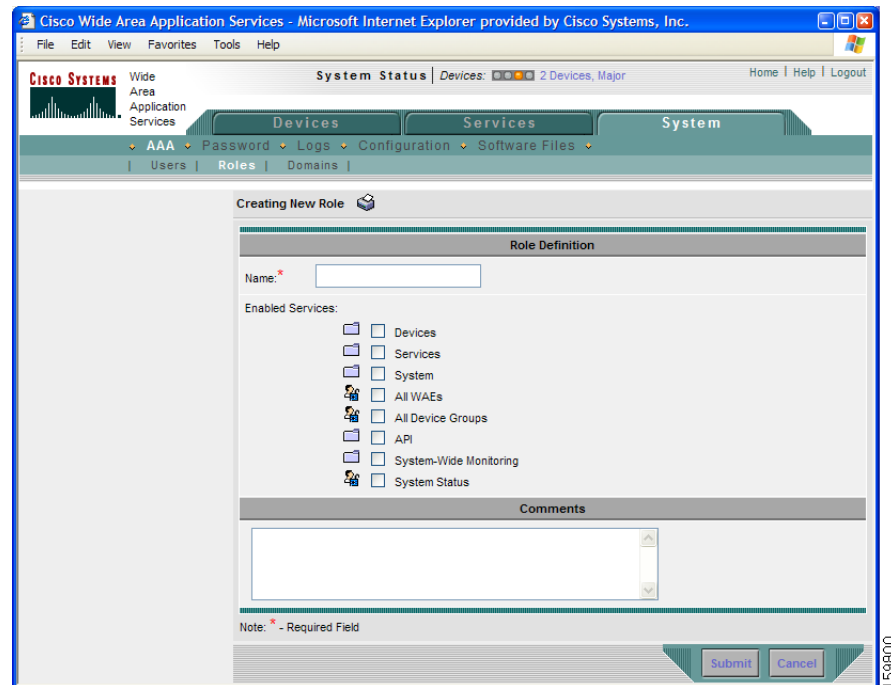 Cisco Wide Area Application Services - Microsoft Internet Explorer provided by Cisco Systems, Inc.
File Edit View Favorites Tools Help
CISCO SYSTEMS
Wide
Area
Application
Services
System Status | Devices: 2 Devices, Major
Home | Help | Logout
Devices Services System
AAA Password Logs Configuration Software Files
| Users | Roles | Domains |
Creating New Role
Role Definition
Name:*
Enabled Services:
Devices
Services
System
All WAEs
All Device Groups
API
System-Wide Monitoring
System Status
Comments
Note: * - Required Field
Submit Cancel
159800